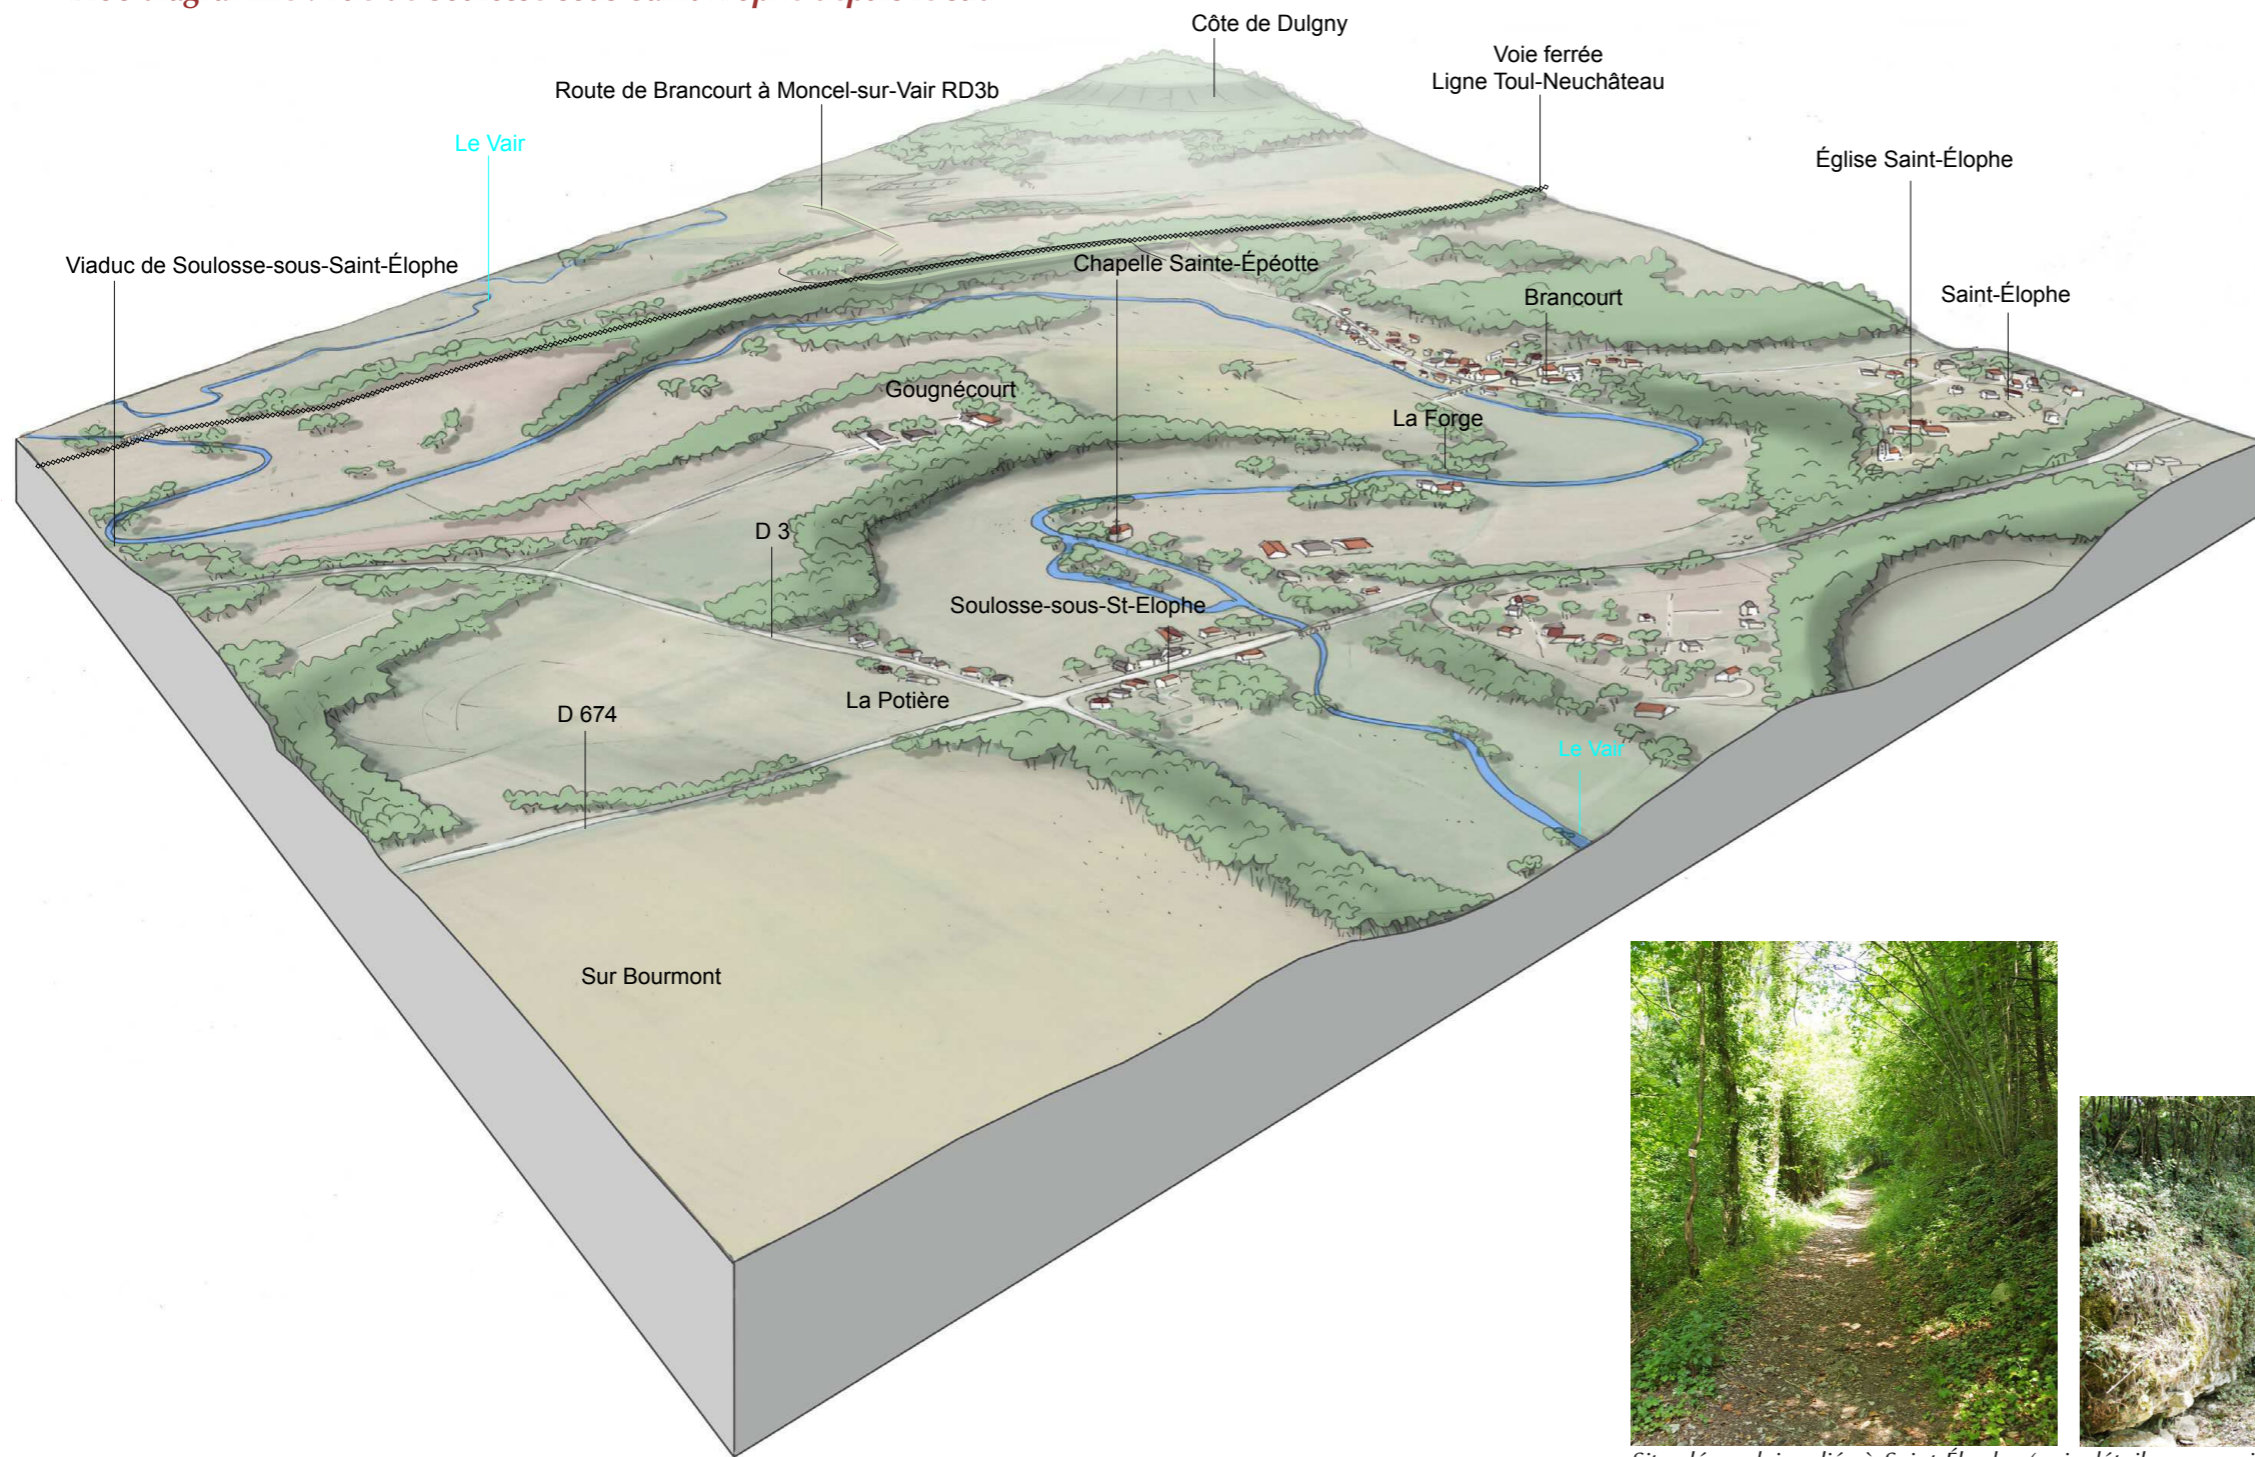 Côte de Dulgny
Voie ferrée
Ligne Toul-Neuchâteau
Route de Brancourt à Moncel-sur-Vair RD3b
Le Vair
Église Saint-Élophe
Viaduc de Soulosse-sous-Saint-Élophe
Chapelle Sainte-Épéotte
Brancourt
Saint-Élophe
Gougnécourt
La Forge
D 3
Soulosse-sous-St-Elophe
La Potière
D 674
Le Vair
Sur Bourmont